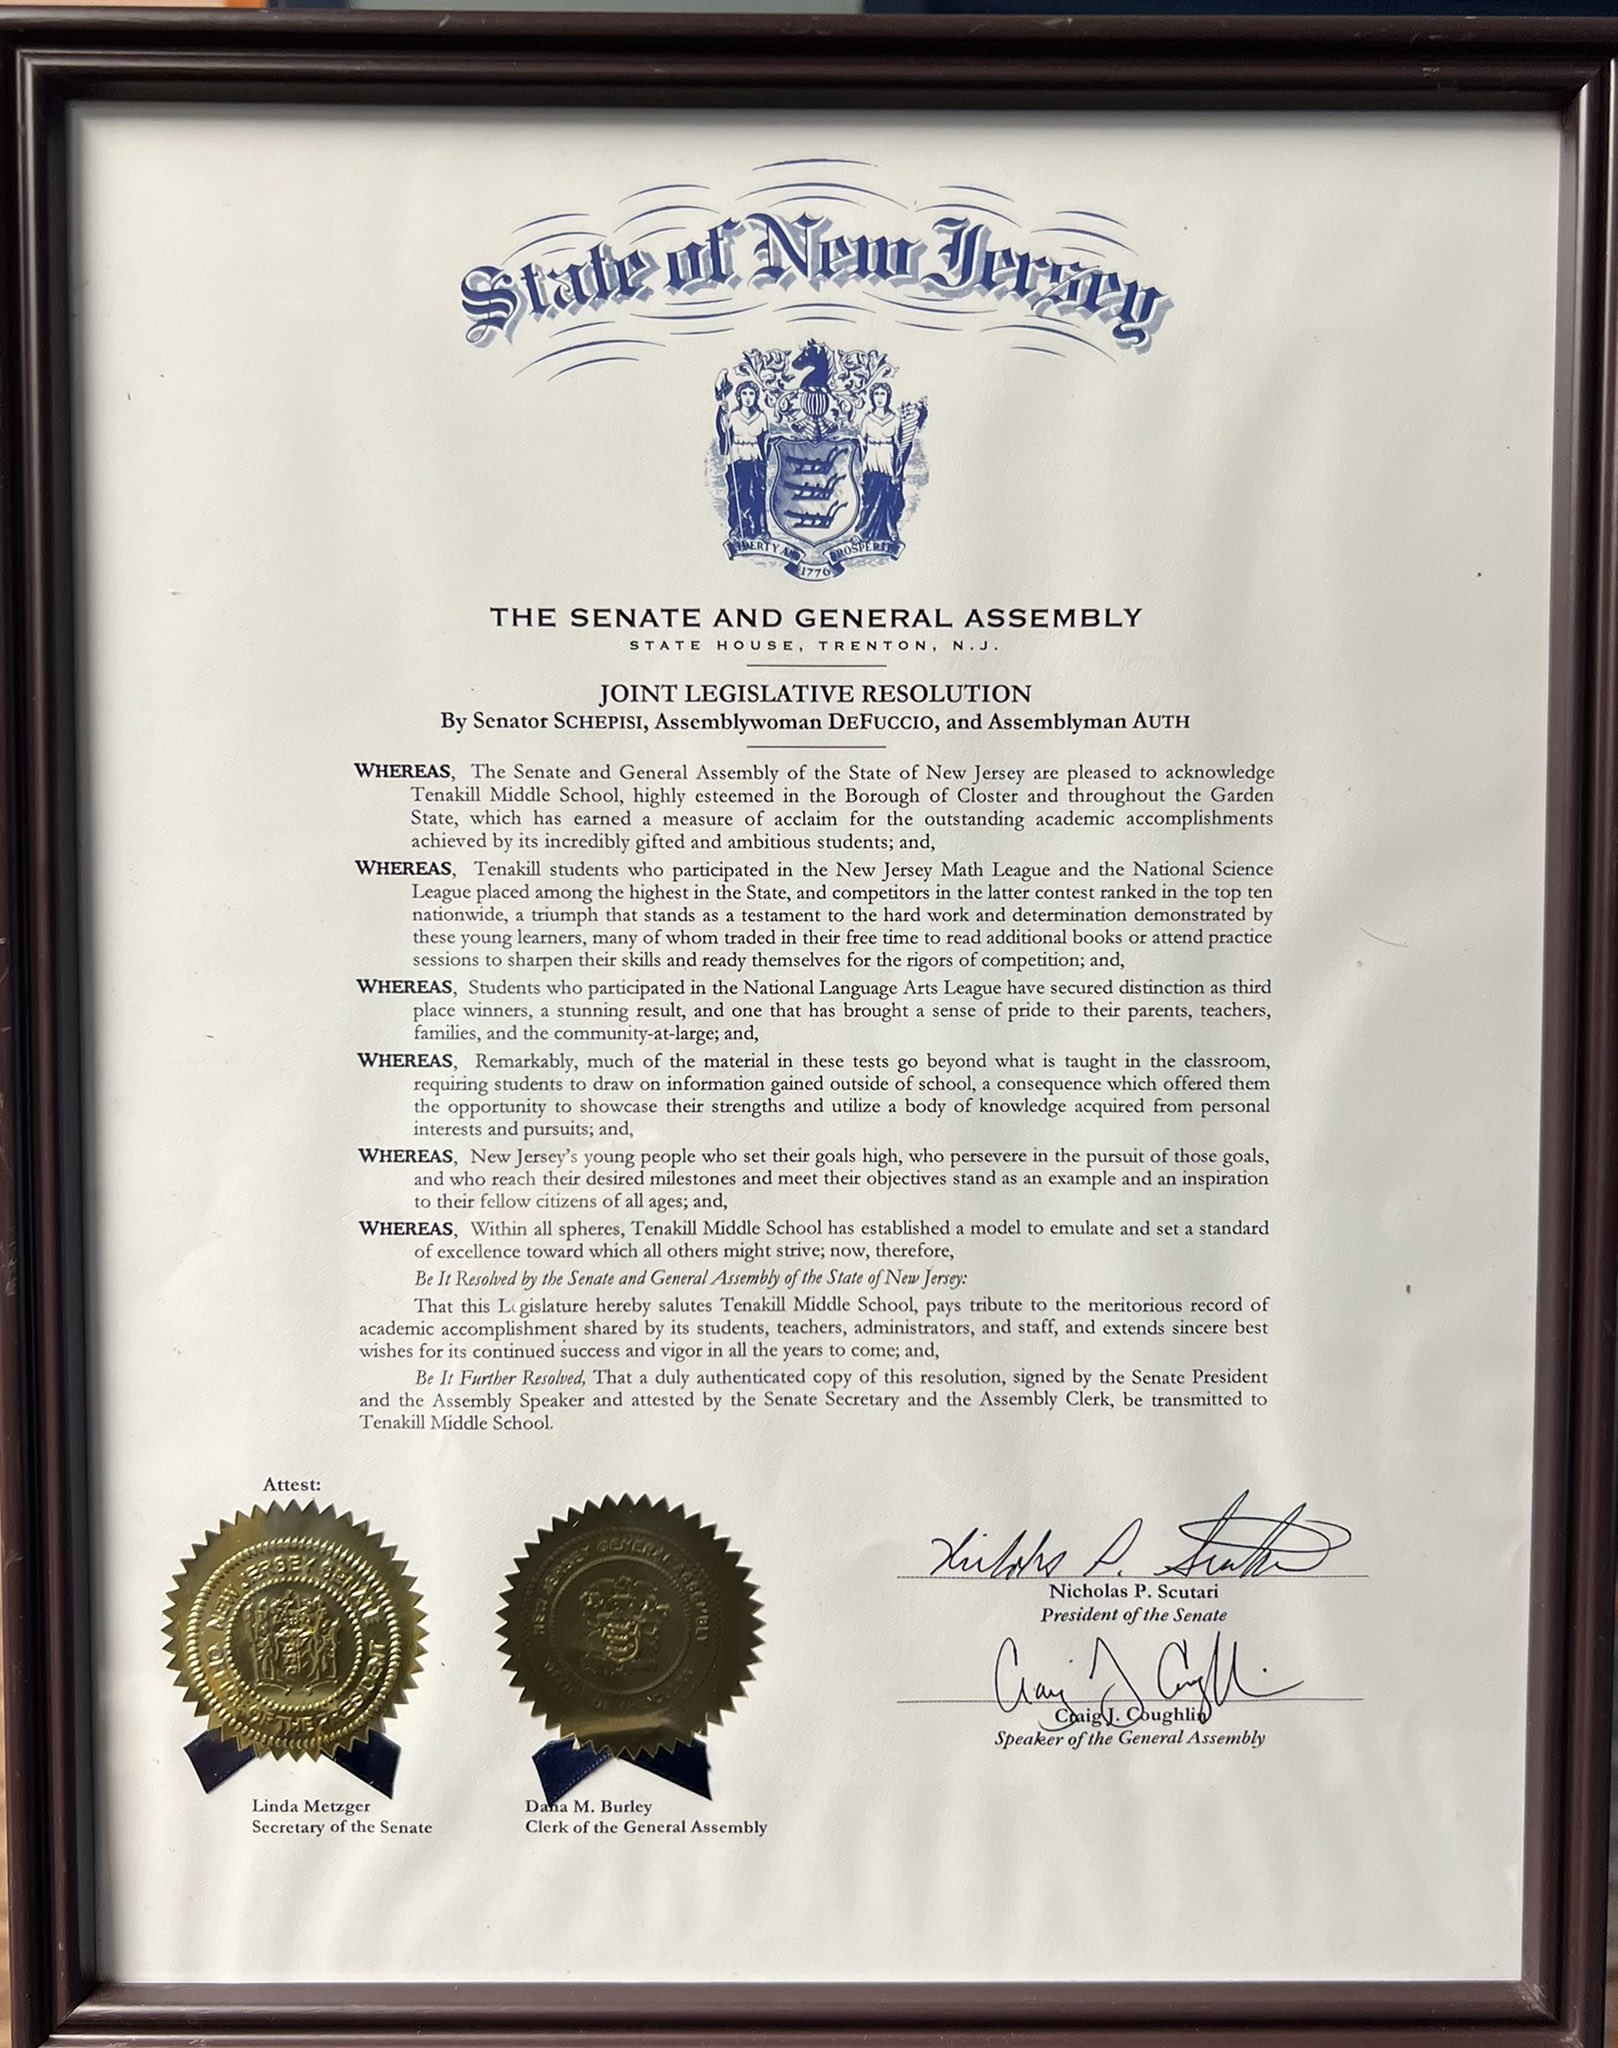 State of New Jersey
LIBERTY AND PROSPERITY
1776
THE SENATE AND GENERAL ASSEMBLY
STATE HOUSE, TRENTON, N.J.
JOINT LEGISLATIVE RESOLUTION
By Senator SCHEPISI, Assemblywoman DEFUCCIO, and Assemblyman AUTH
WHEREAS, The Senate and General Assembly of the State of New Jersey are pleased to acknowledge
Tenakill Middle School, highly esteemed in the Borough of Closter and throughout the Garden
State, which has earned a measure of acclaim for the outstanding academic accomplishments
achieved by its incredibly gifted and ambitious students; and,
WHEREAS, Tenakill students who participated in the New Jersey Math League and the National Science
League placed among the highest in the State, and competitors in the latter contest ranked in the top ten
nationwide, a triumph that stands as a testament to the hard work and determination demonstrated by
these young learners, many of whom traded in their free time to read additional books or attend practice
sessions to sharpen their skills and ready themselves for the rigors of competition; and,
WHEREAS, Students who participated in the National Language Arts League have secured distinction as third
place winners, a stunning result, and one that has brought a sense of pride to their parents, teachers,
families, and the community-at-large; and,
WHEREAS, Remarkably, much of the material in these tests go beyond what is taught in the classroom,
requiring students to draw on information gained outside of school, a consequence which offered them
the opportunity to showcase their strengths and utilize a body of knowledge acquired from personal
interests and pursuits; and,
WHEREAS, New Jersey's young people who set their goals high, who persevere in the pursuit of those goals,
and who reach their desired milestones and meet their objectives stand as an example and an inspiration
to their fellow citizens of all ages; and,
WHEREAS, Within all spheres, Tenakill Middle School has established a model to emulate and set a standard
of excellence toward which all others might strive; now, therefore,
Be It Resolved by the Senate and General Assembly of the State of New Jersey:
That this Legislature hereby salutes Tenakill Middle School, pays tribute to the meritorious record of
academic accomplishment shared by its students, teachers, administrators, and staff, and extends sincere best
wishes for its continued success and vigor in all the years to come; and,
Be It Further Resolved, That a duly authenticated copy of this resolution, signed by the Senate President
and the Assembly Speaker and attested by the Senate Secretary and the Assembly Clerk, be transmitted to
Tenakill Middle School.
Attest:
NEW JERSEY SENATE
OF THE PRESIDENT
NEW JERSEY GENERAL ASSEMBLY
Nicholas P. Scutari
Nicholas P. Scutari
President of the Senate
Craig J. Coughlin
Craig J. Coughlin
Speaker of the General Assembly
Linda Metzger
Secretary of the Senate
Dana M. Burley
Clerk of the General Assembly